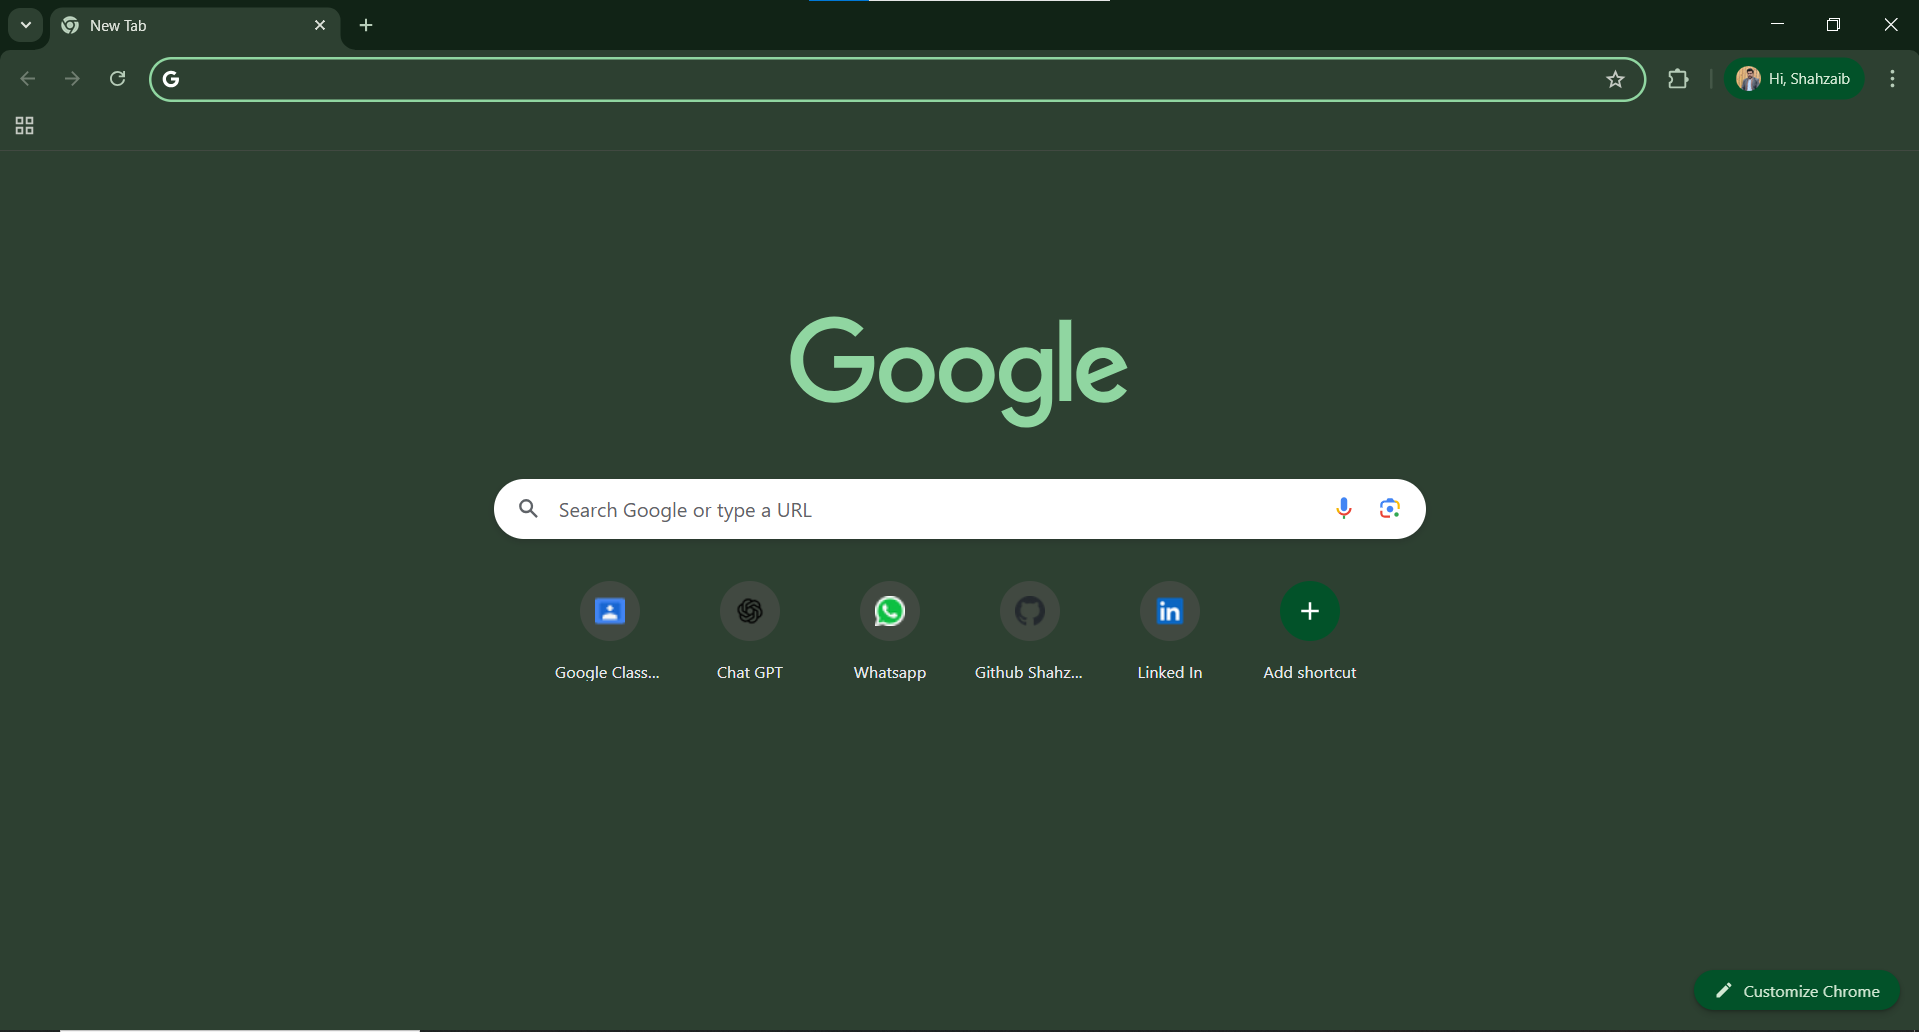 New Tab
Hi, Shahzaib
Google
Search Google or type a URL
Google Class...
Chat GPT
Whatsapp
Github Shahz...
Linked In
Add shortcut
Customize Chrome